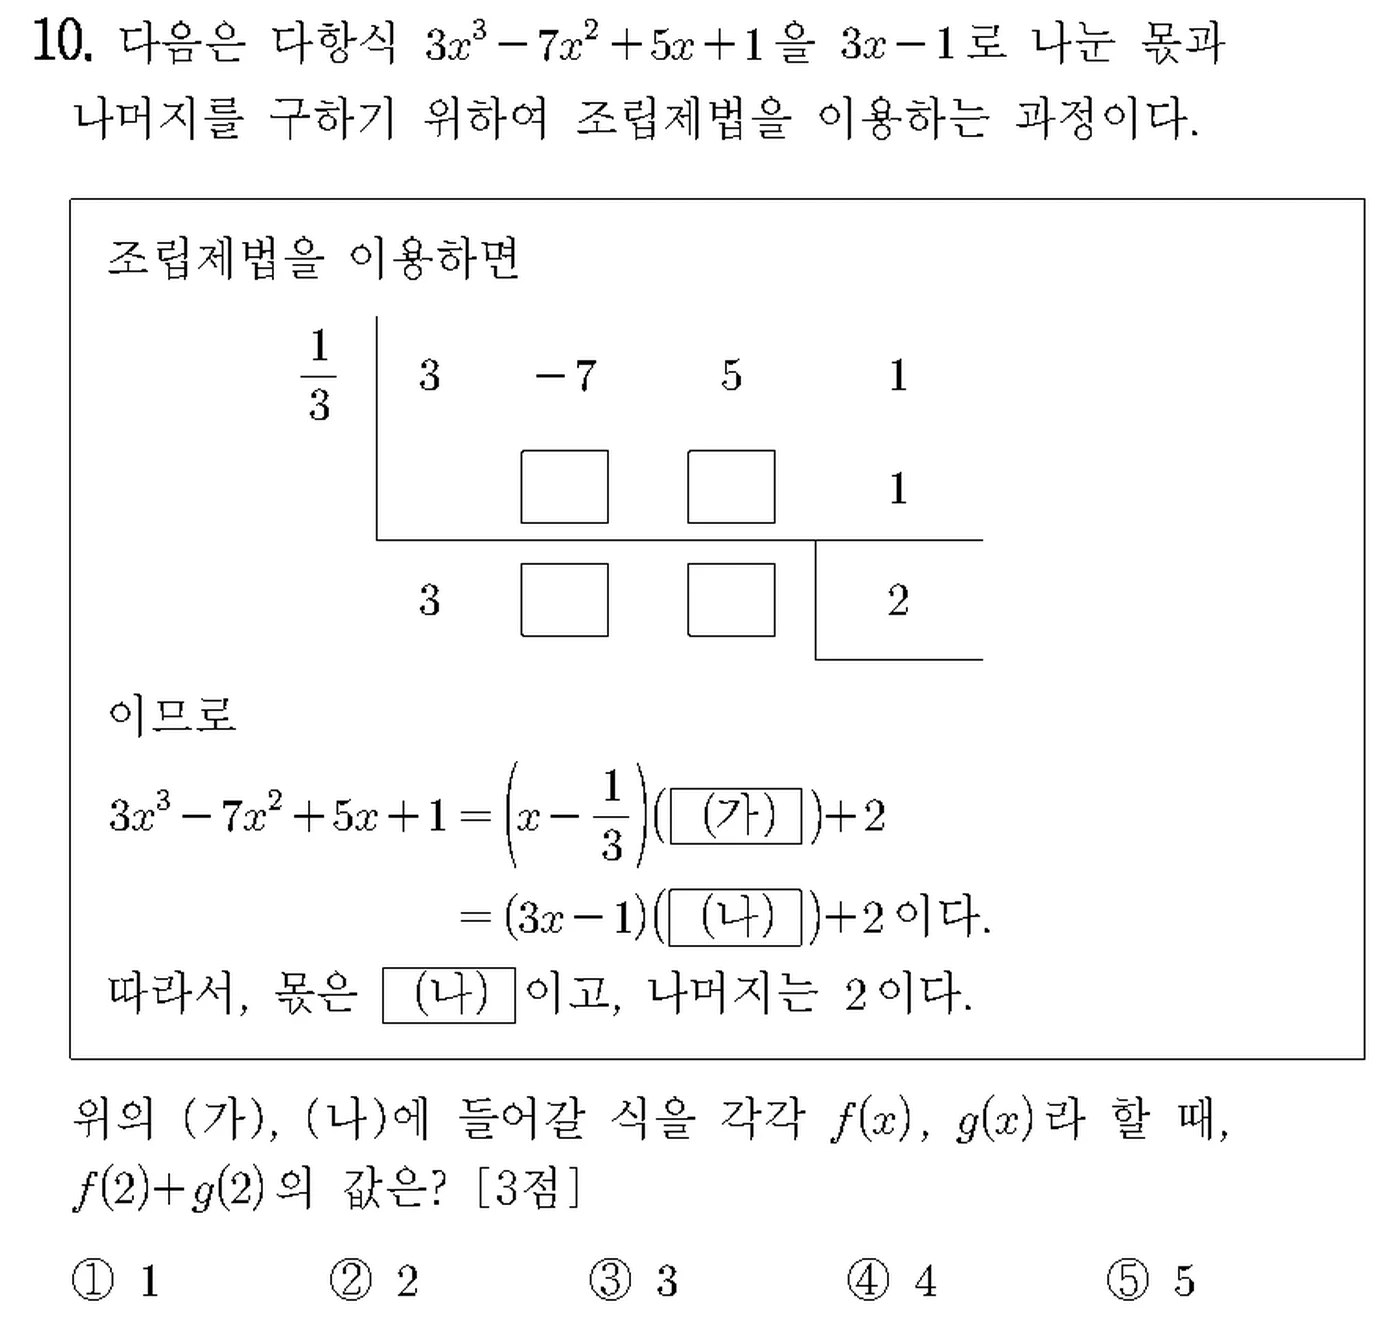 10. 다음은 다항식 3x³ − 7x² + 5x + 1을 3x − 1로 나눈 몫과
나머지를 구하기 위하여 조립제법을 이용하는 과정이다.
조립제법을 이용하면
1/3 | 3 −7 5 1
□ □ 1
3 □ □ 2
이므로
3x³ − 7x² + 5x + 1 = (x − 1/3)( (가) ) + 2
= (3x − 1)( (나) ) + 2이다.
따라서, 몫은 (나) 이고, 나머지는 2이다.
위의 (가), (나)에 들어갈 식을 각각 f(x), g(x)라 할 때,
f(2)+g(2)의 값은? [3점]
① 1 ② 2 ③ 3 ④ 4 ⑤ 5